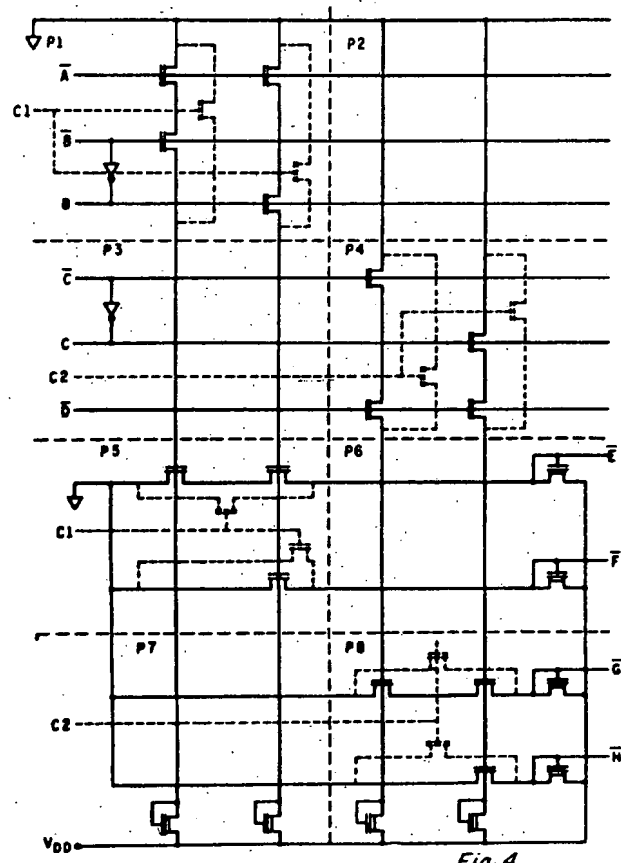 P1 P2
A̅
C1
B̅
B
P3 P4
C̅
C
C2
D̅
P5 P6
E̅
C1
F̅
P7 P8
G̅
C2
H̅
VDD
Fig. 4